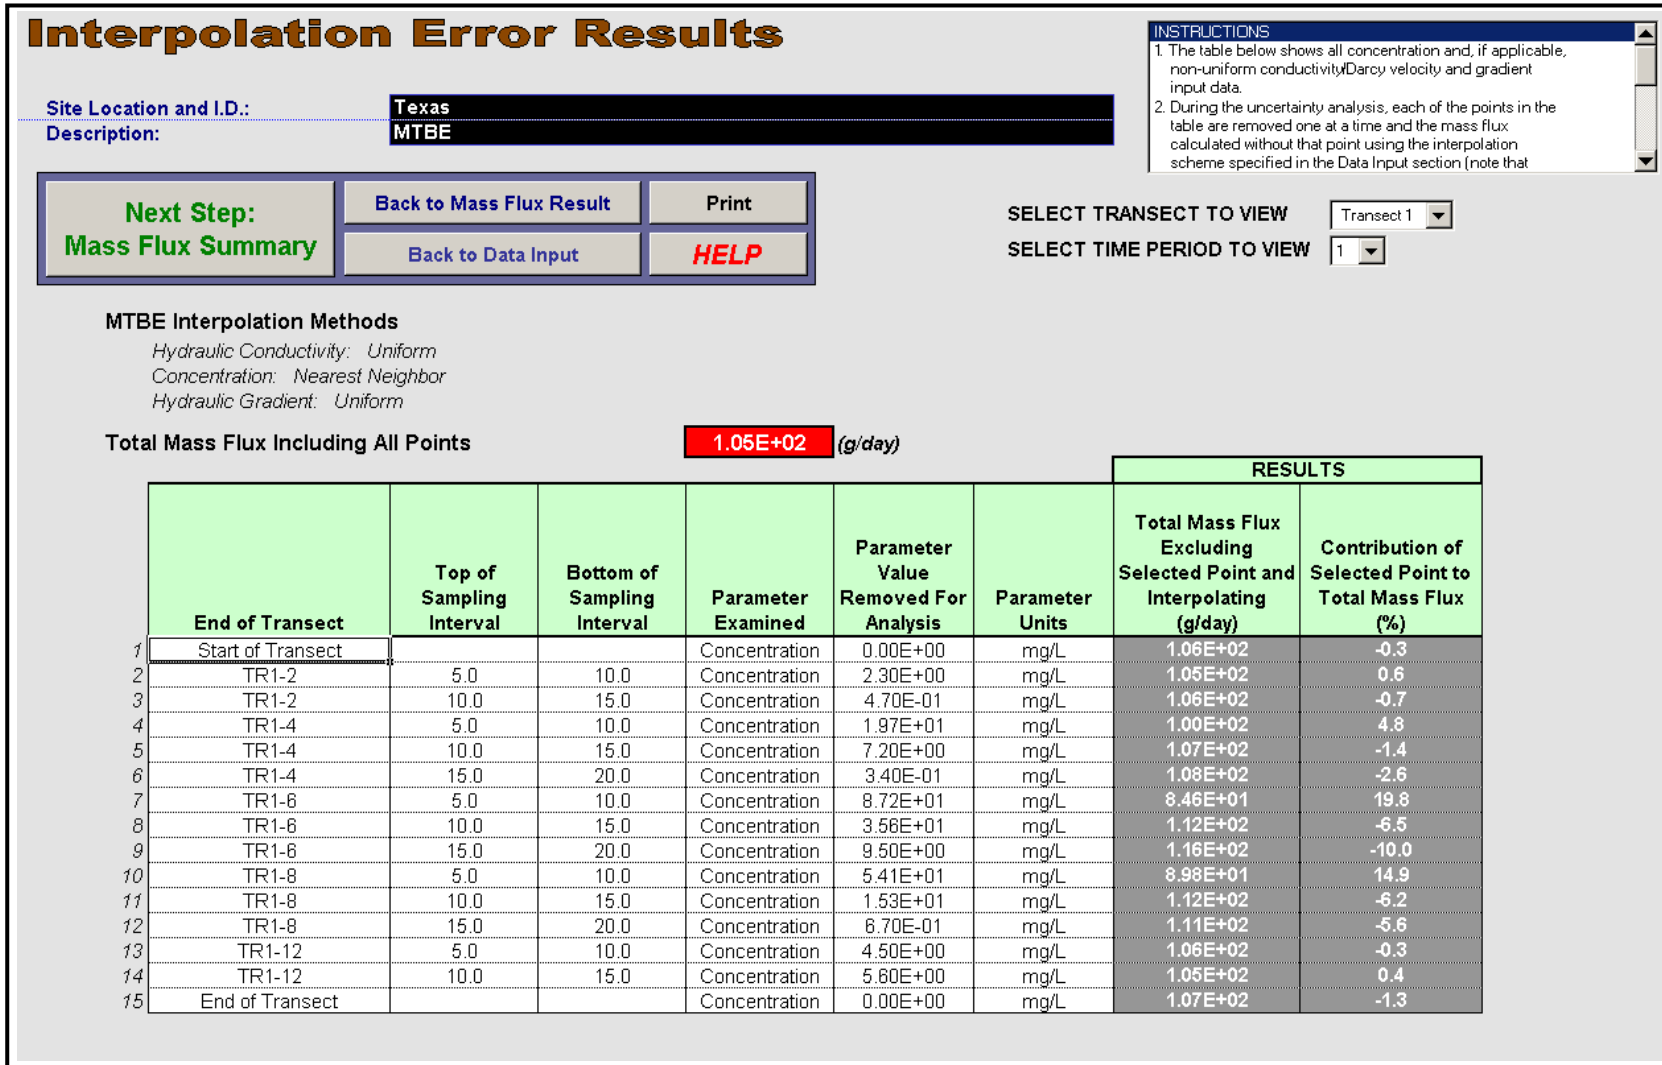 Interpolation Error Results
INSTRUCTIONS
1. The table below shows all concentration and, if applicable,
non-uniform conductivity/Darcy velocity and gradient
input data.
2. During the uncertainty analysis, each of the points in the
table are removed one at a time and the mass flux
calculated without that point using the interpolation
scheme specified in the Data Input section (note that
Site Location and I.D.: Texas
Description: MTBE
Next Step:
Mass Flux Summary
Back to Mass Flux Result
Print
Back to Data Input
HELP
SELECT TRANSECT TO VIEW Transect 1
SELECT TIME PERIOD TO VIEW 1
MTBE Interpolation Methods
Hydraulic Conductivity: Uniform
Concentration: Nearest Neighbor
Hydraulic Gradient: Uniform
Total Mass Flux Including All Points 1.05E+02 (g/day)
RESULTS
End of Transect
Top of
Sampling
Interval
Bottom of
Sampling
Interval
Parameter
Examined
Parameter
Value
Removed For
Analysis
Parameter
Units
Total Mass Flux
Excluding
Selected Point and
Interpolating
(g/day)
Contribution of
Selected Point to
Total Mass Flux
(%)
1 Start of Transect Concentration 0.00E+00 mg/L 1.06E+02 -0.3
2 TR1-2 5.0 10.0 Concentration 2.30E+00 mg/L 1.05E+02 0.6
3 TR1-2 10.0 15.0 Concentration 4.70E-01 mg/L 1.06E+02 -0.7
4 TR1-4 5.0 10.0 Concentration 1.97E+01 mg/L 1.00E+02 4.8
5 TR1-4 10.0 15.0 Concentration 7.20E+00 mg/L 1.07E+02 -1.4
6 TR1-4 15.0 20.0 Concentration 3.40E-01 mg/L 1.08E+02 -2.6
7 TR1-6 5.0 10.0 Concentration 8.72E+01 mg/L 8.46E+01 19.8
8 TR1-6 10.0 15.0 Concentration 3.56E+01 mg/L 1.12E+02 -6.5
9 TR1-6 15.0 20.0 Concentration 9.50E+00 mg/L 1.16E+02 -10.0
10 TR1-8 5.0 10.0 Concentration 5.41E+01 mg/L 8.98E+01 14.9
11 TR1-8 10.0 15.0 Concentration 1.53E+01 mg/L 1.12E+02 -6.2
12 TR1-8 15.0 20.0 Concentration 6.70E-01 mg/L 1.11E+02 -5.6
13 TR1-12 5.0 10.0 Concentration 4.50E+00 mg/L 1.06E+02 -0.3
14 TR1-12 10.0 15.0 Concentration 5.60E+00 mg/L 1.05E+02 0.4
15 End of Transect Concentration 0.00E+00 mg/L 1.07E+02 -1.3